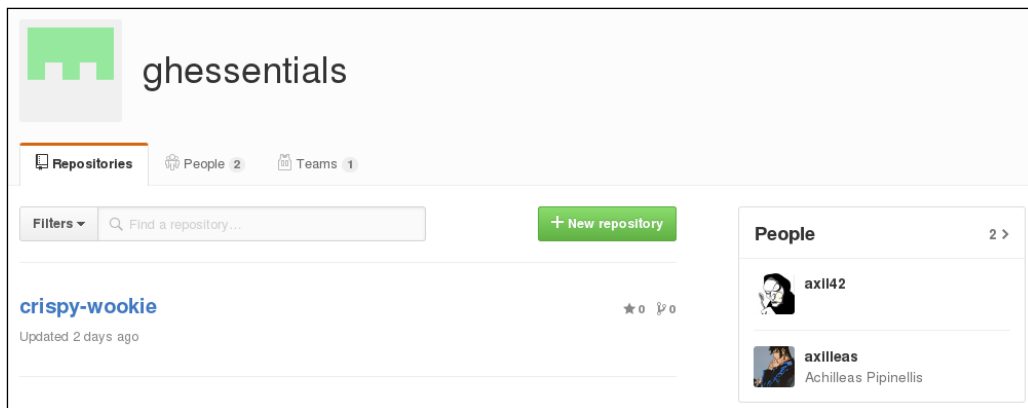 ghessentials
Repositories
People 2
Teams 1
Filters
Find a repository...
+ New repository
crispy-wookie
0 0
Updated 2 days ago
People 2
axil42
axilleas
Achilleas Pipinellis